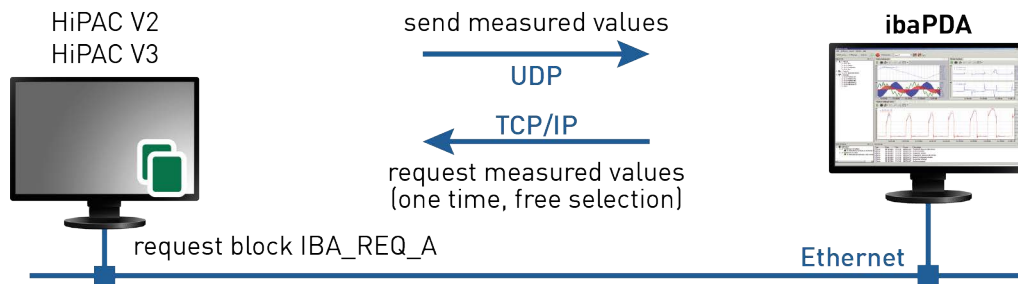 HiPAC V2
HiPAC V3
send measured values
UDP
TCP/IP
request measured values
(one time, free selection)
ibaPDA
request block IBA_REQ_A
Ethernet